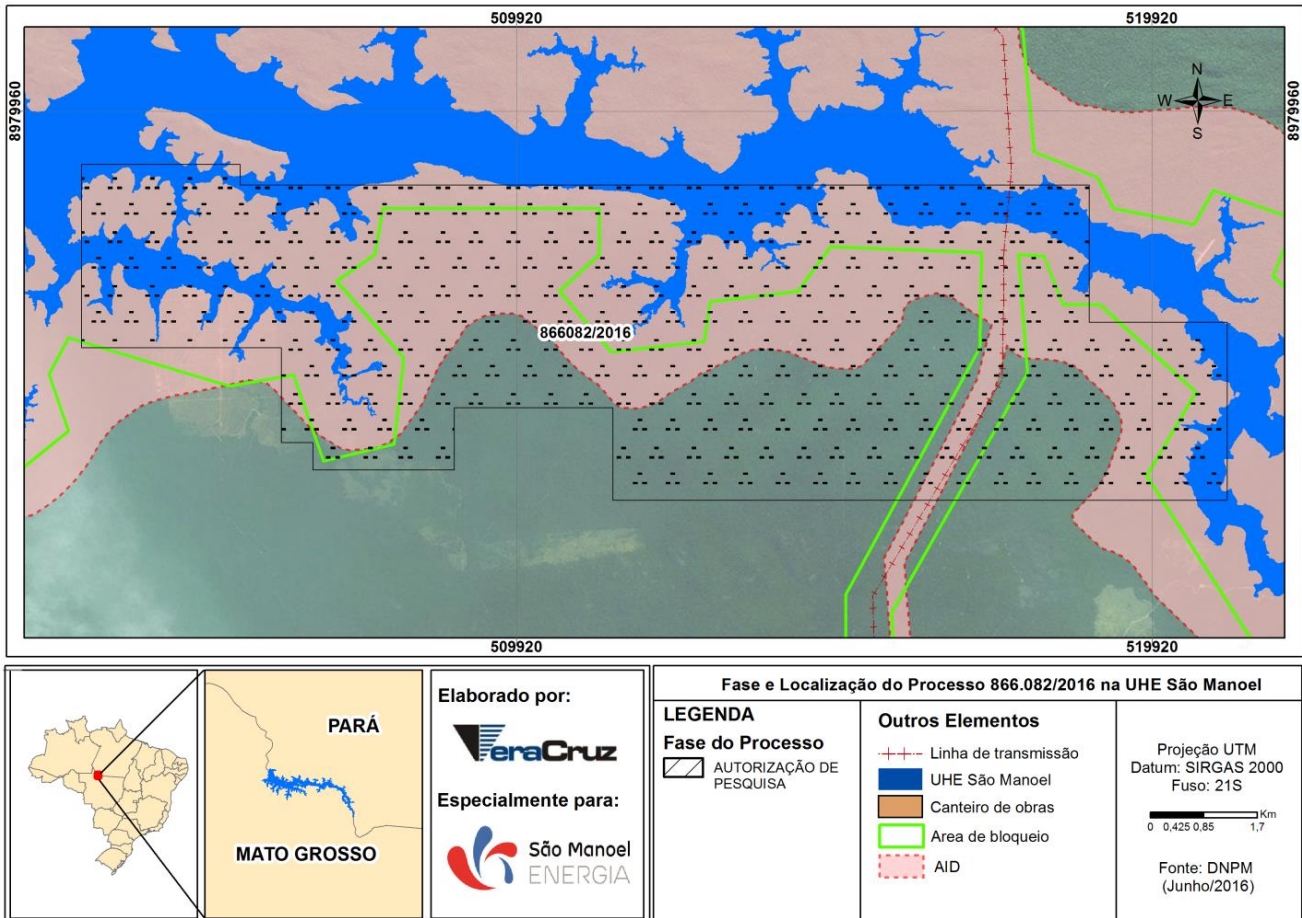 509920
519920
8979960
8979960
N
W
E
S
866082/2016
509920
519920
PARÁ
MATO GROSSO
Elaborado por:
VeraCruz
Especialmente para:
São Manoel
ENERGIA
Fase e Localização do Processo 866.082/2016 na UHE São Manoel
LEGENDA
Fase do Processo
AUTORIZAÇÃO DE
PESQUISA
Outros Elementos
Linha de transmissão
UHE São Manoel
Canteiro de obras
Area de bloqueio
AID
Projeção UTM
Datum: SIRGAS 2000
Fuso: 21S
Km
0 0,425 0,85 1,7
Fonte: DNPM
(Junho/2016)